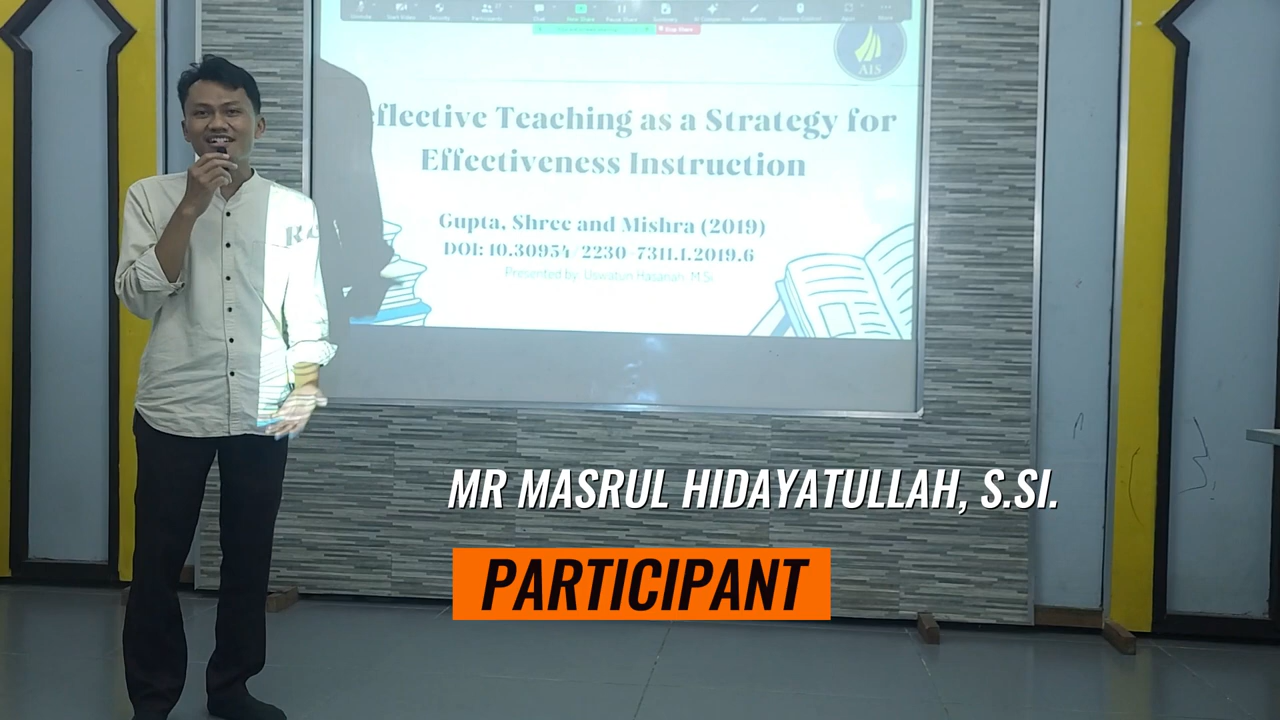 AIS
eflective Teaching as a Strategy for
Effectiveness Instruction
Gupta, Shree and Mishra (2019)
DOI: 10.30954/2230-7311.1.2019.6
Presented by: Uswatun Hasanah, M.Si.
MR MASRUL HIDAYATULLAH, S.SI.
PARTICIPANT